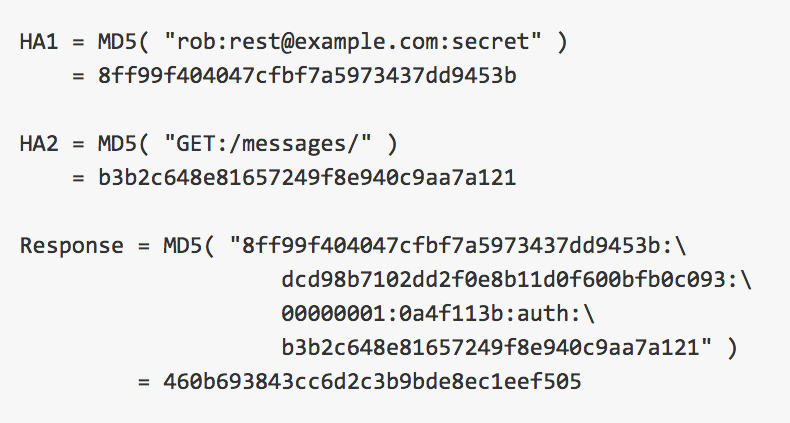 HA1 = MD5( "rob:rest@example.com:secret" )
= 8ff99f404047cfbf7a5973437dd9453b
HA2 = MD5( "GET:/messages/" )
= b3b2c648e81657249f8e940c9aa7a121
Response = MD5( "8ff99f404047cfbf7a5973437dd9453b:\
dcd98b7102dd2f0e8b11d0f600bfb0c093:\
00000001:0a4f113b:auth:\
b3b2c648e81657249f8e940c9aa7a121" )
= 460b693843cc6d2c3b9bde8ec1eef505